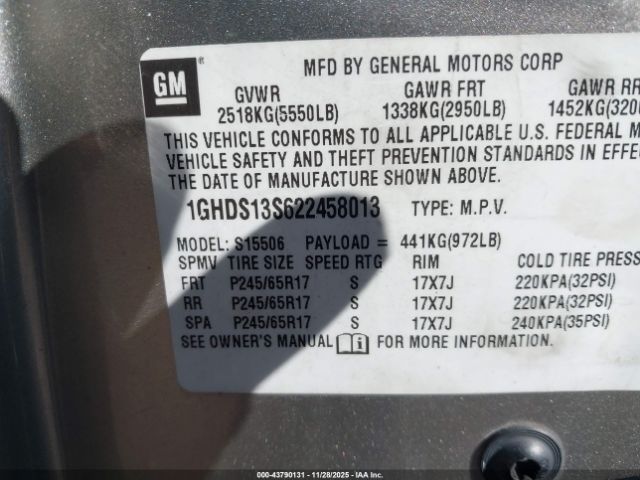 GM
MFD BY GENERAL MOTORS CORP
GVWR GAWR FRT GAWR RR
2518KG(5550LB) 1338KG(2950LB) 1452KG(320
THIS VEHICLE CONFORMS TO ALL APPLICABLE U.S. FEDERAL M
VEHICLE SAFETY AND THEFT PREVENTION STANDARDS IN EFFE
THE DATE OF MANUFACTURE SHOWN ABOVE.
1GHDS13S622458013 TYPE: M.P.V.
MODEL: S15506 PAYLOAD = 441KG(972LB)
SPMV TIRE SIZE SPEED RTG RIM COLD TIRE PRESS
FRT P245/65R17 S 17X7J 220KPA(32PSI)
RR P245/65R17 S 17X7J 220KPA(32PSI)
SPA P245/65R17 S 17X7J 240KPA(35PSI)
SEE OWNER'S MANUAL FOR MORE INFORMATION.
000-43790131 - 11/28/2025 - IAA Inc.